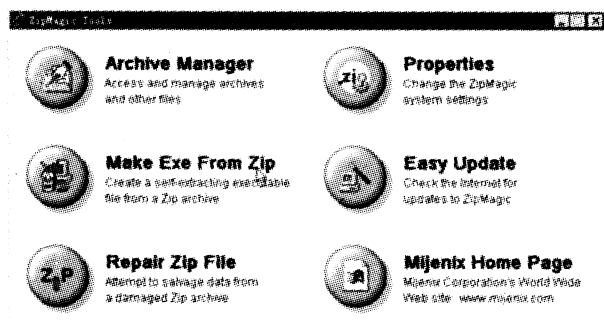 ZipMagic Tools
Archive Manager
Access and manage archives
and other files
Properties
Change the ZipMagic
system settings
zip
Make Exe From Zip
Create a self-extracting executable
file from a Zip archive
Easy Update
Check the Internet for
updates to ZipMagic
ZIP
Repair Zip File
Attempt to salvage data from
a damaged Zip archive
Mijenix Home Page
Mijenix Corporation's World Wide
Web site: www.mijenix.com